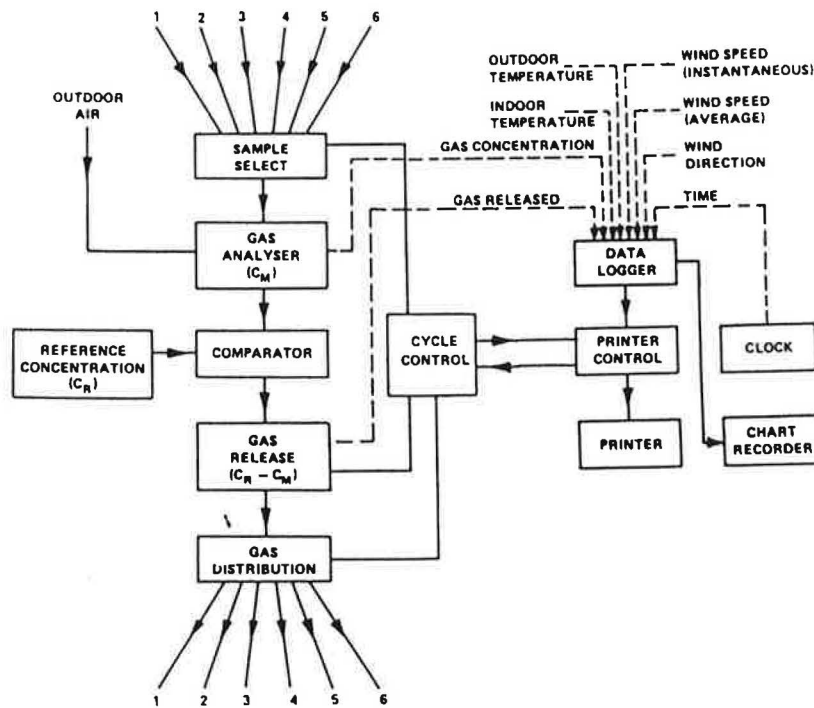 1 2 3 4 5 6
OUTDOOR
AIR
SAMPLE
SELECT
GAS
ANALYSER
(C_M)
REFERENCE
CONCENTRATION
(C_R)
COMPARATOR
GAS
RELEASE
(C_R – C_M)
GAS
DISTRIBUTION
1 2 3 4 5 6
CYCLE
CONTROL
GAS CONCENTRATION
GAS RELEASED
OUTDOOR
TEMPERATURE
INDOOR
TEMPERATURE
WIND SPEED
(INSTANTANEOUS)
WIND SPEED
(AVERAGE)
WIND
DIRECTION
TIME
DATA
LOGGER
PRINTER
CONTROL
CLOCK
PRINTER
CHART
RECORDER